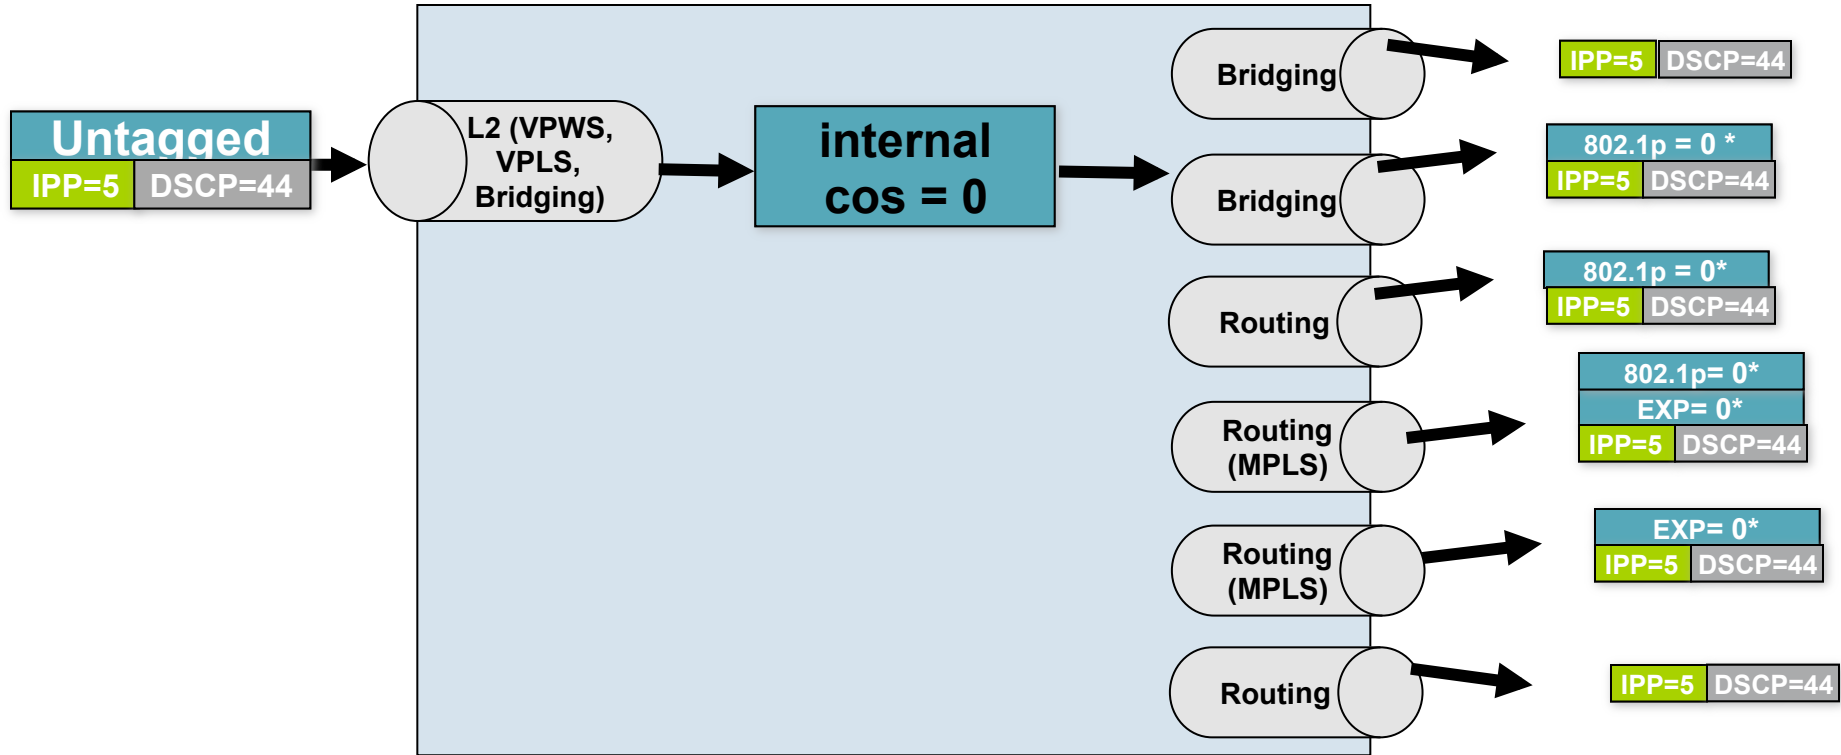 Untagged
IPP=5 DSCP=44
L2 (VPWS,
VPLS,
Bridging)
internal
cos = 0
Bridging
IPP=5 DSCP=44
Bridging
802.1p = 0 *
IPP=5 DSCP=44
Routing
802.1p = 0*
IPP=5 DSCP=44
Routing
(MPLS)
802.1p= 0*
EXP= 0*
IPP=5 DSCP=44
Routing
(MPLS)
EXP= 0*
IPP=5 DSCP=44
Routing
IPP=5 DSCP=44